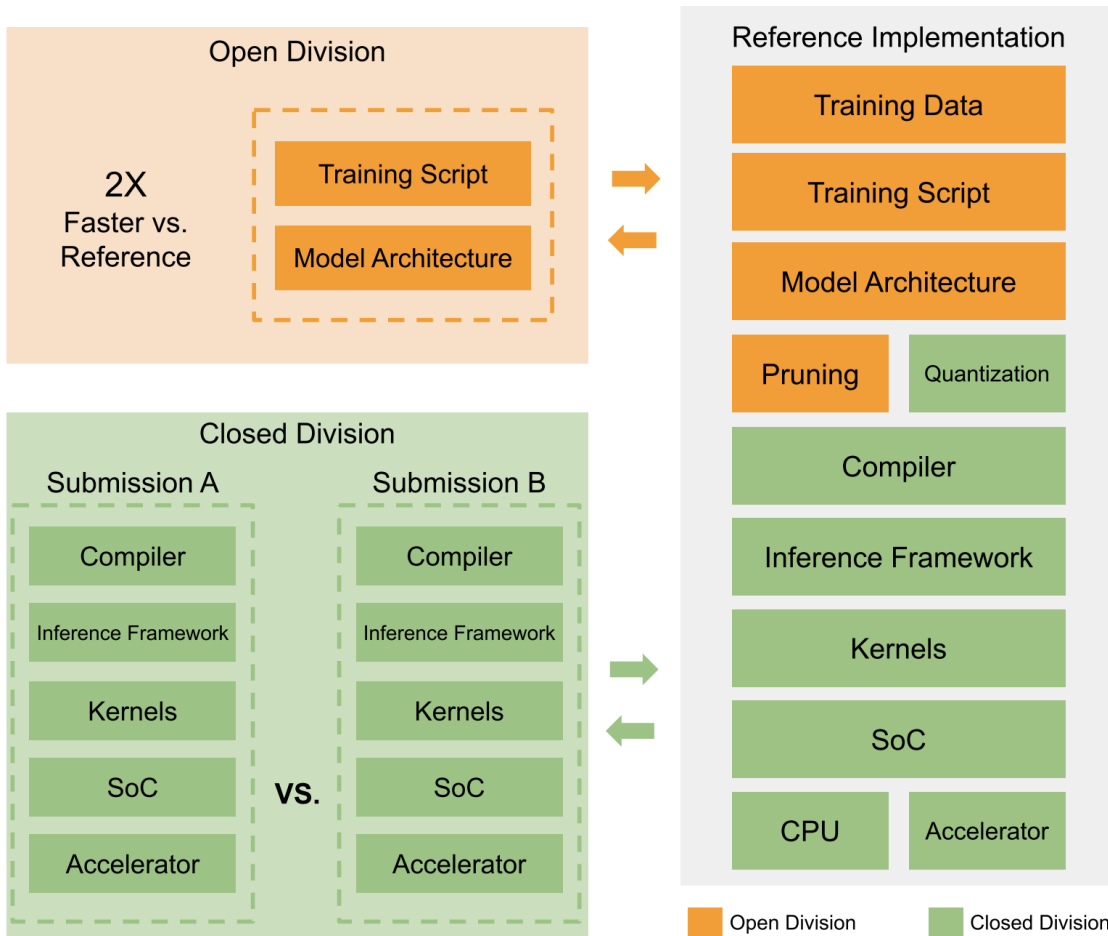 Open Division
2X
Faster vs.
Reference
Training Script
Model Architecture
Closed Division
Submission A
Compiler
Inference Framework
Kernels
SoC
Accelerator
VS.
Submission B
Compiler
Inference Framework
Kernels
SoC
Accelerator
Reference Implementation
Training Data
Training Script
Model Architecture
Pruning
Quantization
Compiler
Inference Framework
Kernels
SoC
CPU
Accelerator
Open Division
Closed Division